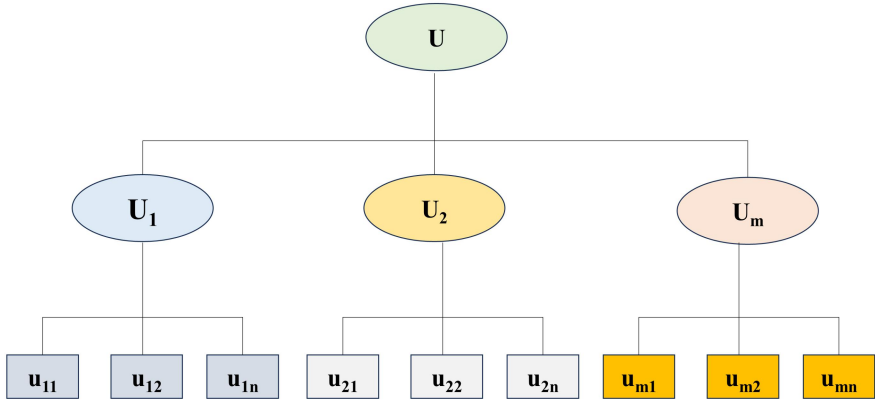 U
U₁ U₂ Uₘ
u₁₁ u₁₂ u₁ₙ u₂₁ u₂₂ u₂ₙ uₘ₁ uₘ₂ uₘₙ